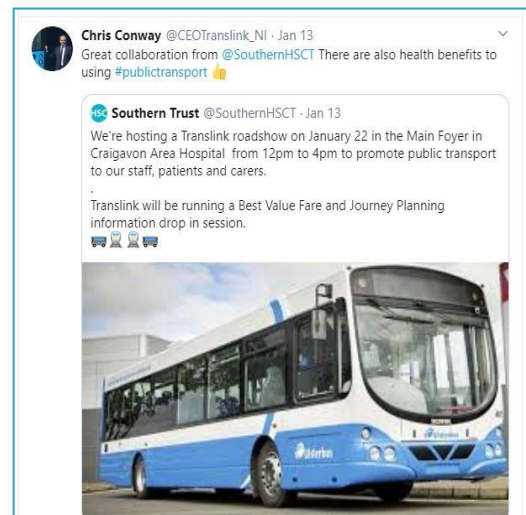 Chris Conway @CEOTranslink_NI · Jan 13
Great collaboration from @SouthernHSCT There are also health benefits to
using #publictransport 👍
HSC Southern Trust @SouthernHSCT · Jan 13
We're hosting a Translink roadshow on January 22 in the Main Foyer in
Craigavon Area Hospital from 12pm to 4pm to promote public transport
to our staff, patients and carers.
.
Translink will be running a Best Value Fare and Journey Planning
information drop in session.
🚌🚆🚆🚌
Ulsterbus
Ulsterbus